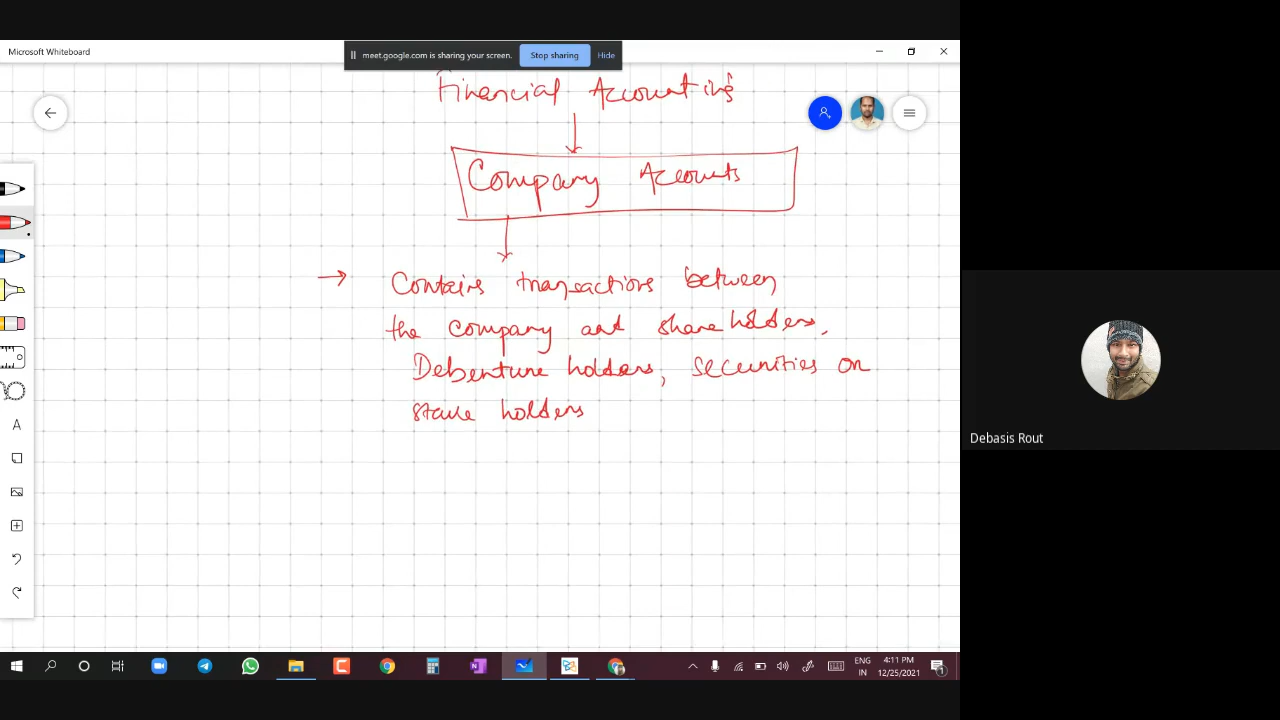 Microsoft Whiteboard
meet.google.com is sharing your screen.
Stop sharing
Hide
Financial Accounting
Company Accounts
→ Contains transactions between
the company and shareholders,
Debenture holders, Securities or
stake holders
Debasis Rout
ENG
IN
4:11 PM
12/25/2021
1